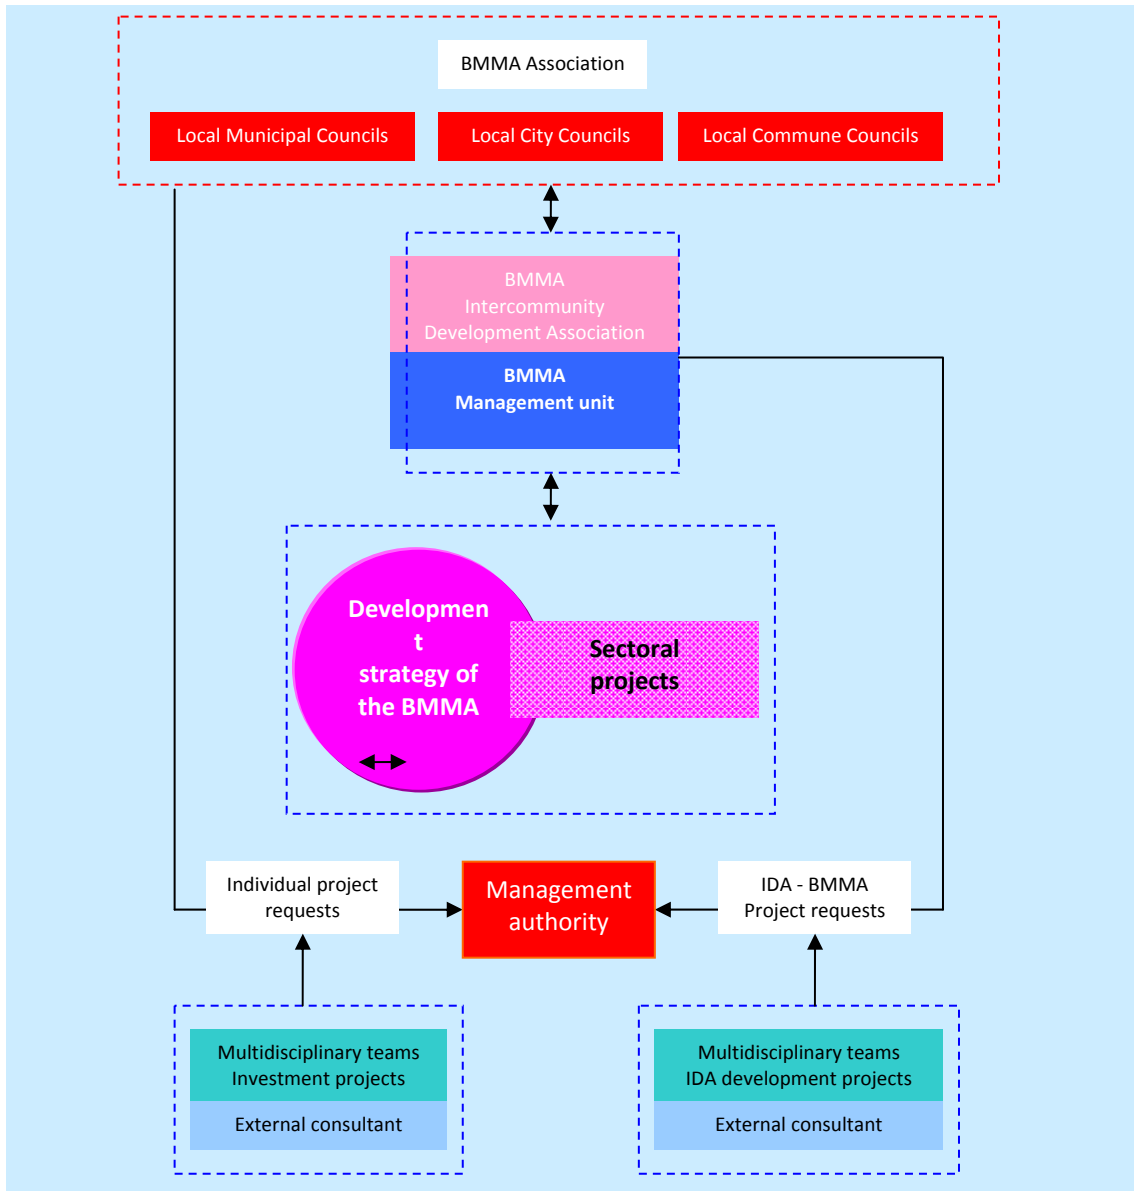 BMMA Association
Local Municipal Councils
Local City Councils
Local Commune Councils
BMMA
Intercommunity
Development Association
BMMA
Management unit
Developmen
t
strategy of
the BMMA
Sectoral
projects
Individual project
requests
Management
authority
IDA - BMMA
Project requests
Multidisciplinary teams
Investment projects
External consultant
Multidisciplinary teams
IDA development projects
External consultant